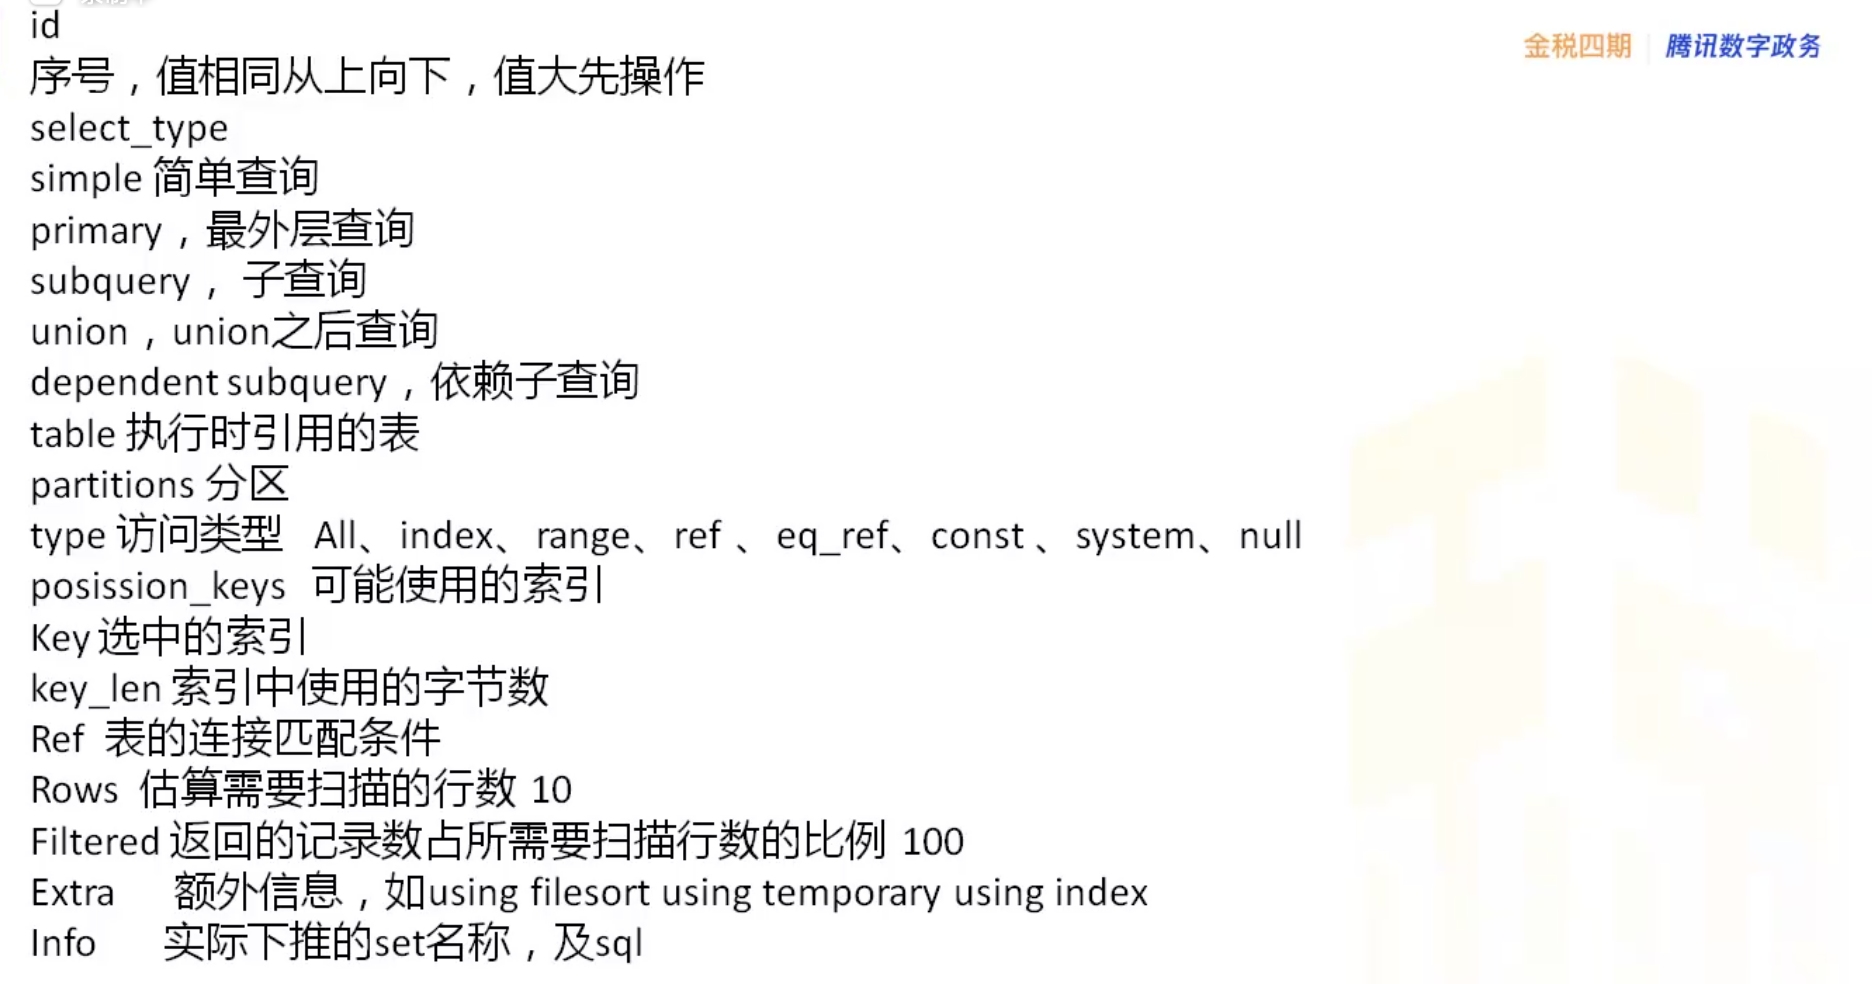 id
金税四期 腾讯数字政务
序号，值相同从上向下，值大先操作
select_type
simple 简单查询
primary，最外层查询
subquery， 子查询
union，union之后查询
dependent subquery，依赖子查询
table 执行时引用的表
partitions 分区
type 访问类型 All、index、range、ref 、eq_ref、const 、system、null
posission_keys 可能使用的索引
Key 选中的索引
key_len 索引中使用的字节数
Ref 表的连接匹配条件
Rows 估算需要扫描的行数 10
Filtered 返回的记录数占所需要扫描行数的比例 100
Extra 额外信息，如using filesort using temporary using index
Info 实际下推的set名称，及sql